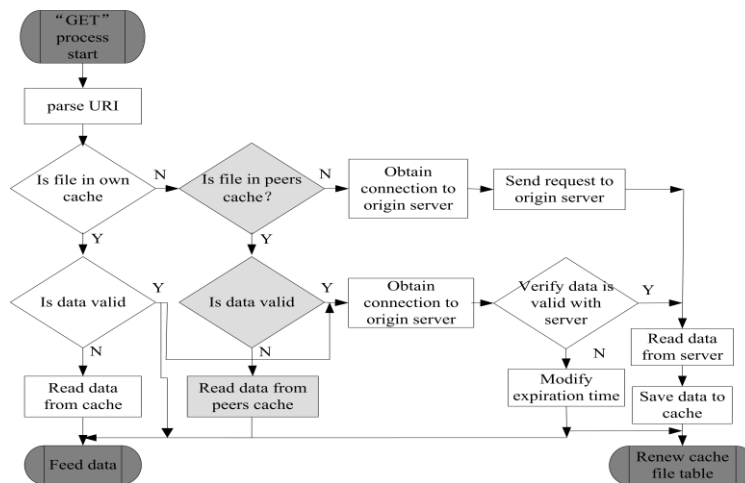 “GET”
process
start
parse URI
Is file in own
cache
N
Is file in peers
cache?
N
Obtain
connection to
origin server
Send request to
origin server
Y
Y
Is data valid
Y
Is data valid
Y
Obtain
connection to
origin server
Verify data is
valid with
server
Y
Read data
from server
N
N
N
Read data
from cache
Read data from
peers cache
Modify
expiration time
Save data to
cache
Feed data
Renew cache
file table